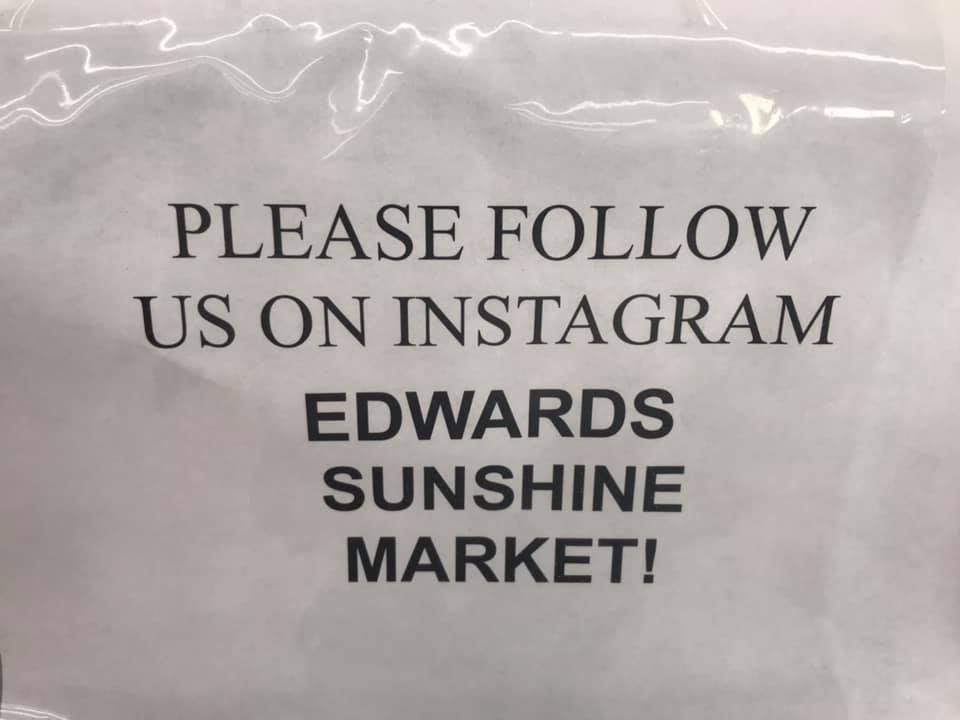 PLEASE FOLLOW
US ON INSTAGRAM
EDWARDS
SUNSHINE
MARKET!